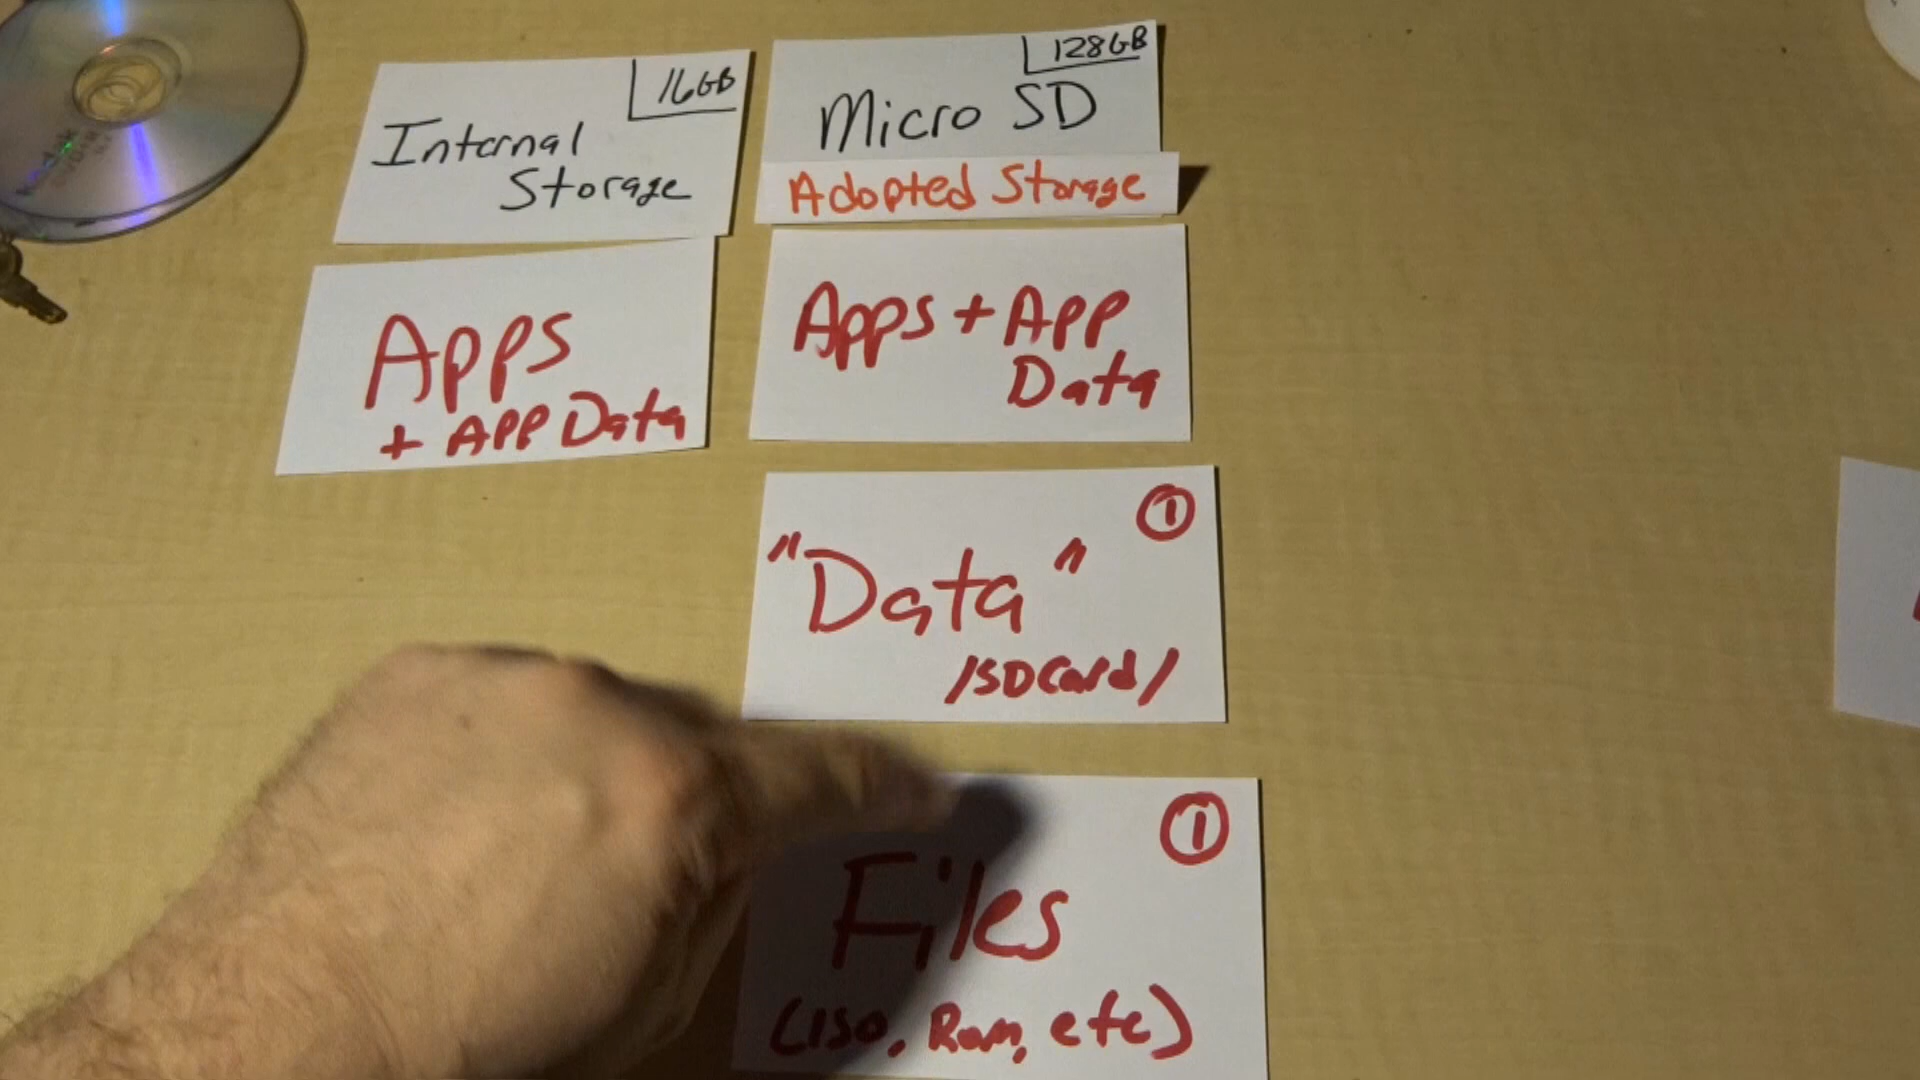 16GB
Internal
Storage
128GB
Micro SD
Adopted Storage
Apps
+ APP Data
Apps + APP
Data
1
"Data"
/SDCard/
1
Files
(ISO, Rom, etc)